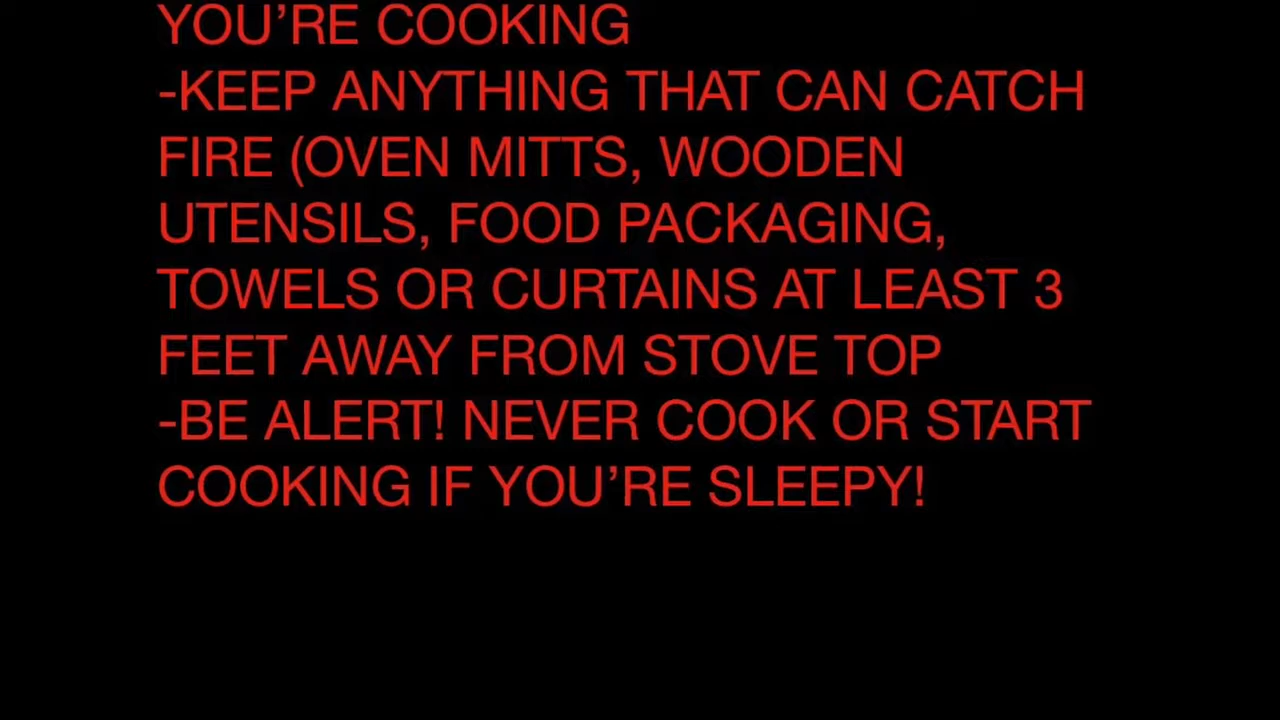 YOU’RE COOKING
-KEEP ANYTHING THAT CAN CATCH
FIRE (OVEN MITTS, WOODEN
UTENSILS, FOOD PACKAGING,
TOWELS OR CURTAINS AT LEAST 3
FEET AWAY FROM STOVE TOP
-BE ALERT! NEVER COOK OR START
COOKING IF YOU’RE SLEEPY!